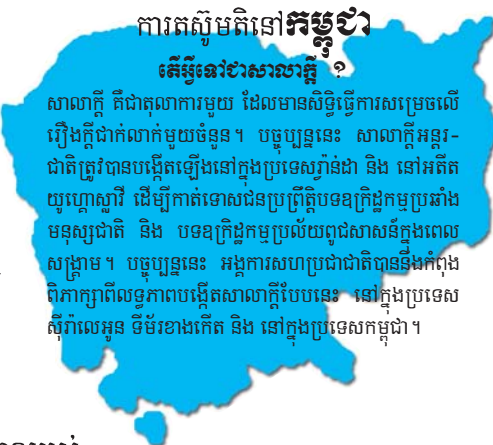 ការតស៊ូមតិនៅកម្ពុជា
តើអ្វីទៅជាសាលាក្តី ?
សាលាក្តី គឺជាតុលាការមួយ ដែលមានសិទ្ធិធ្វើការសម្រេចលើ
រឿងក្តីជាក់លាក់មួយចំនួន។ បច្ចុប្បន្ននេះ សាលាក្តីអន្តរ-
ជាតិត្រូវបានបង្កើតឡើងនៅក្នុងប្រទេសរ៉្វាន់ដា និង នៅអតីត
យូហ្គោស្លាវី ដើម្បីកាត់ទោសជនប្រព្រឹត្តិបទឧក្រិដ្ឋកម្មប្រឆាំង
មនុស្សជាតិ និង បទឧក្រិដ្ឋកម្មប្រល័យពូជសាសន៍ក្នុងពេល
សង្គ្រាម។ បច្ចុប្បន្ននេះ អង្គការសហប្រជាជាតិបាននឹងកំពុង
ពិភាក្សាពីលទ្ធភាពបង្កើតសាលាក្តីបែបនេះ នៅក្នុងប្រទេស
ស៊ីរ៉ាលេអូន ទីម័រខាងកើត និង នៅក្នុងប្រទេសកម្ពុជា។